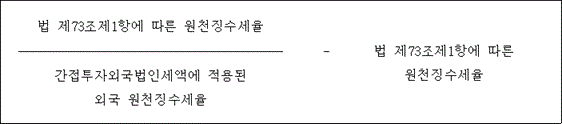 법 제73조제1항에 따른 원천징수세율
간접투자외국법인세액에 적용된
외국 원천징수세율
-
법 제73조제1항에 따른
원천징수세율